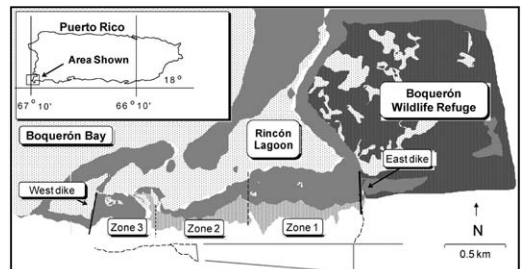 Puerto Rico
Area Shown
18°
67° 10'
66° 10'
Boquerón Bay
Rincón
Lagoon
Boquerón
Wildlife Refuge
West dike
East dike
Zone 3
Zone 2
Zone 1
N
0.5 km